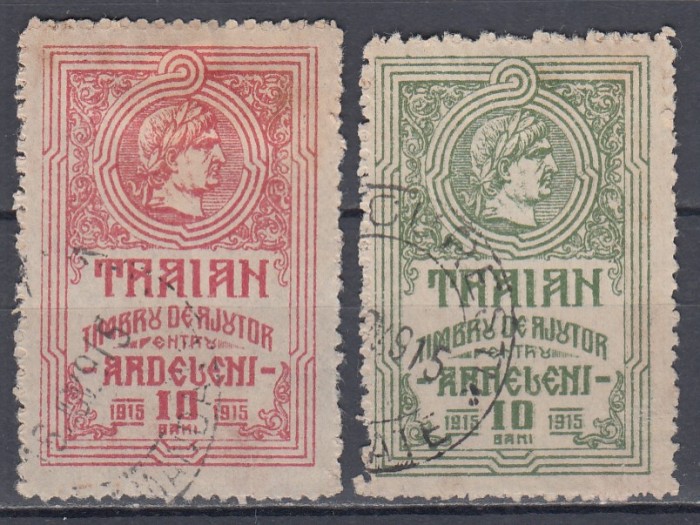 TRAIAN
TIMBRU DE AJUTOR
PENTRU
ARDELENI-
1915 10 1915
BANI
TRAIAN
TIMBRU DE AJUTOR
PENTRU
ARDELENI-
1915 10 1915
BANI